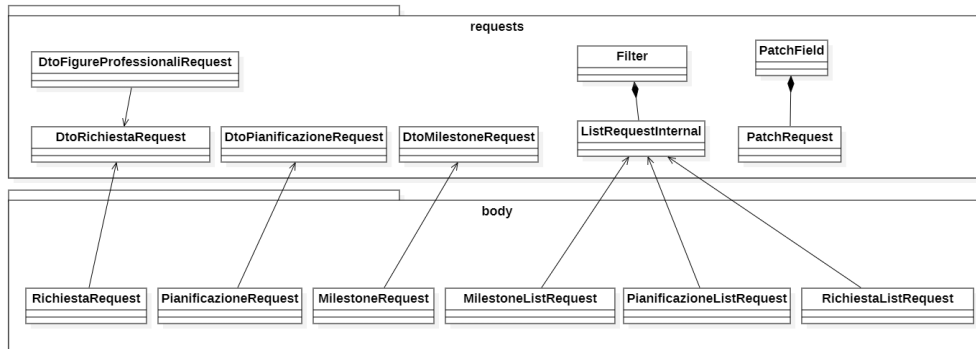 requests
DtoFigureProfessionaliRequest
Filter
PatchField
DtoRichiestaRequest
DtoPianificazioneRequest
DtoMilestoneRequest
ListRequestInternal
PatchRequest
body
RichiestaRequest
PianificazioneRequest
MilestoneRequest
MilestoneListRequest
PianificazioneListRequest
RichiestaListRequest